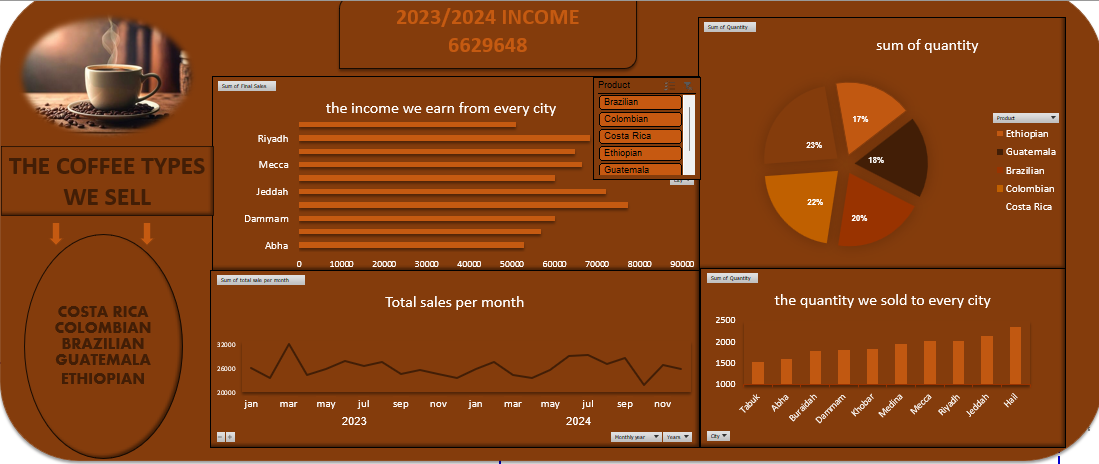 2023/2024 INCOME
6629648
THE COFFEE TYPES
WE SELL
COSTA RICA
COLOMBIAN
BRAZILIAN
GUATEMALA
ETHIOPIAN
Sum of Final Sales
the income we earn from every city
Riyadh
Mecca
Jeddah
Dammam
Abha
0 10000 20000 30000 40000 50000 60000 70000 80000 90000
Product
Brazilian
Colombian
Costa Rica
Ethiopian
Guatemala
City
Sum of Quantity
sum of quantity
17%
18%
20%
22%
23%
Product
Ethiopian
Guatemala
Brazilian
Colombian
Costa Rica
Sum of total sale per month
Total sales per month
32000
26000
20000
jan mar may jul sep nov jan mar may jul sep nov
2023 2024
Monthly year Years
Sum of Quantity
the quantity we sold to every city
2500
2000
1500
1000
Tabuk Abha Buraidah Dammam Khobar Medina Mecca Riyadh Jeddah Hail
City